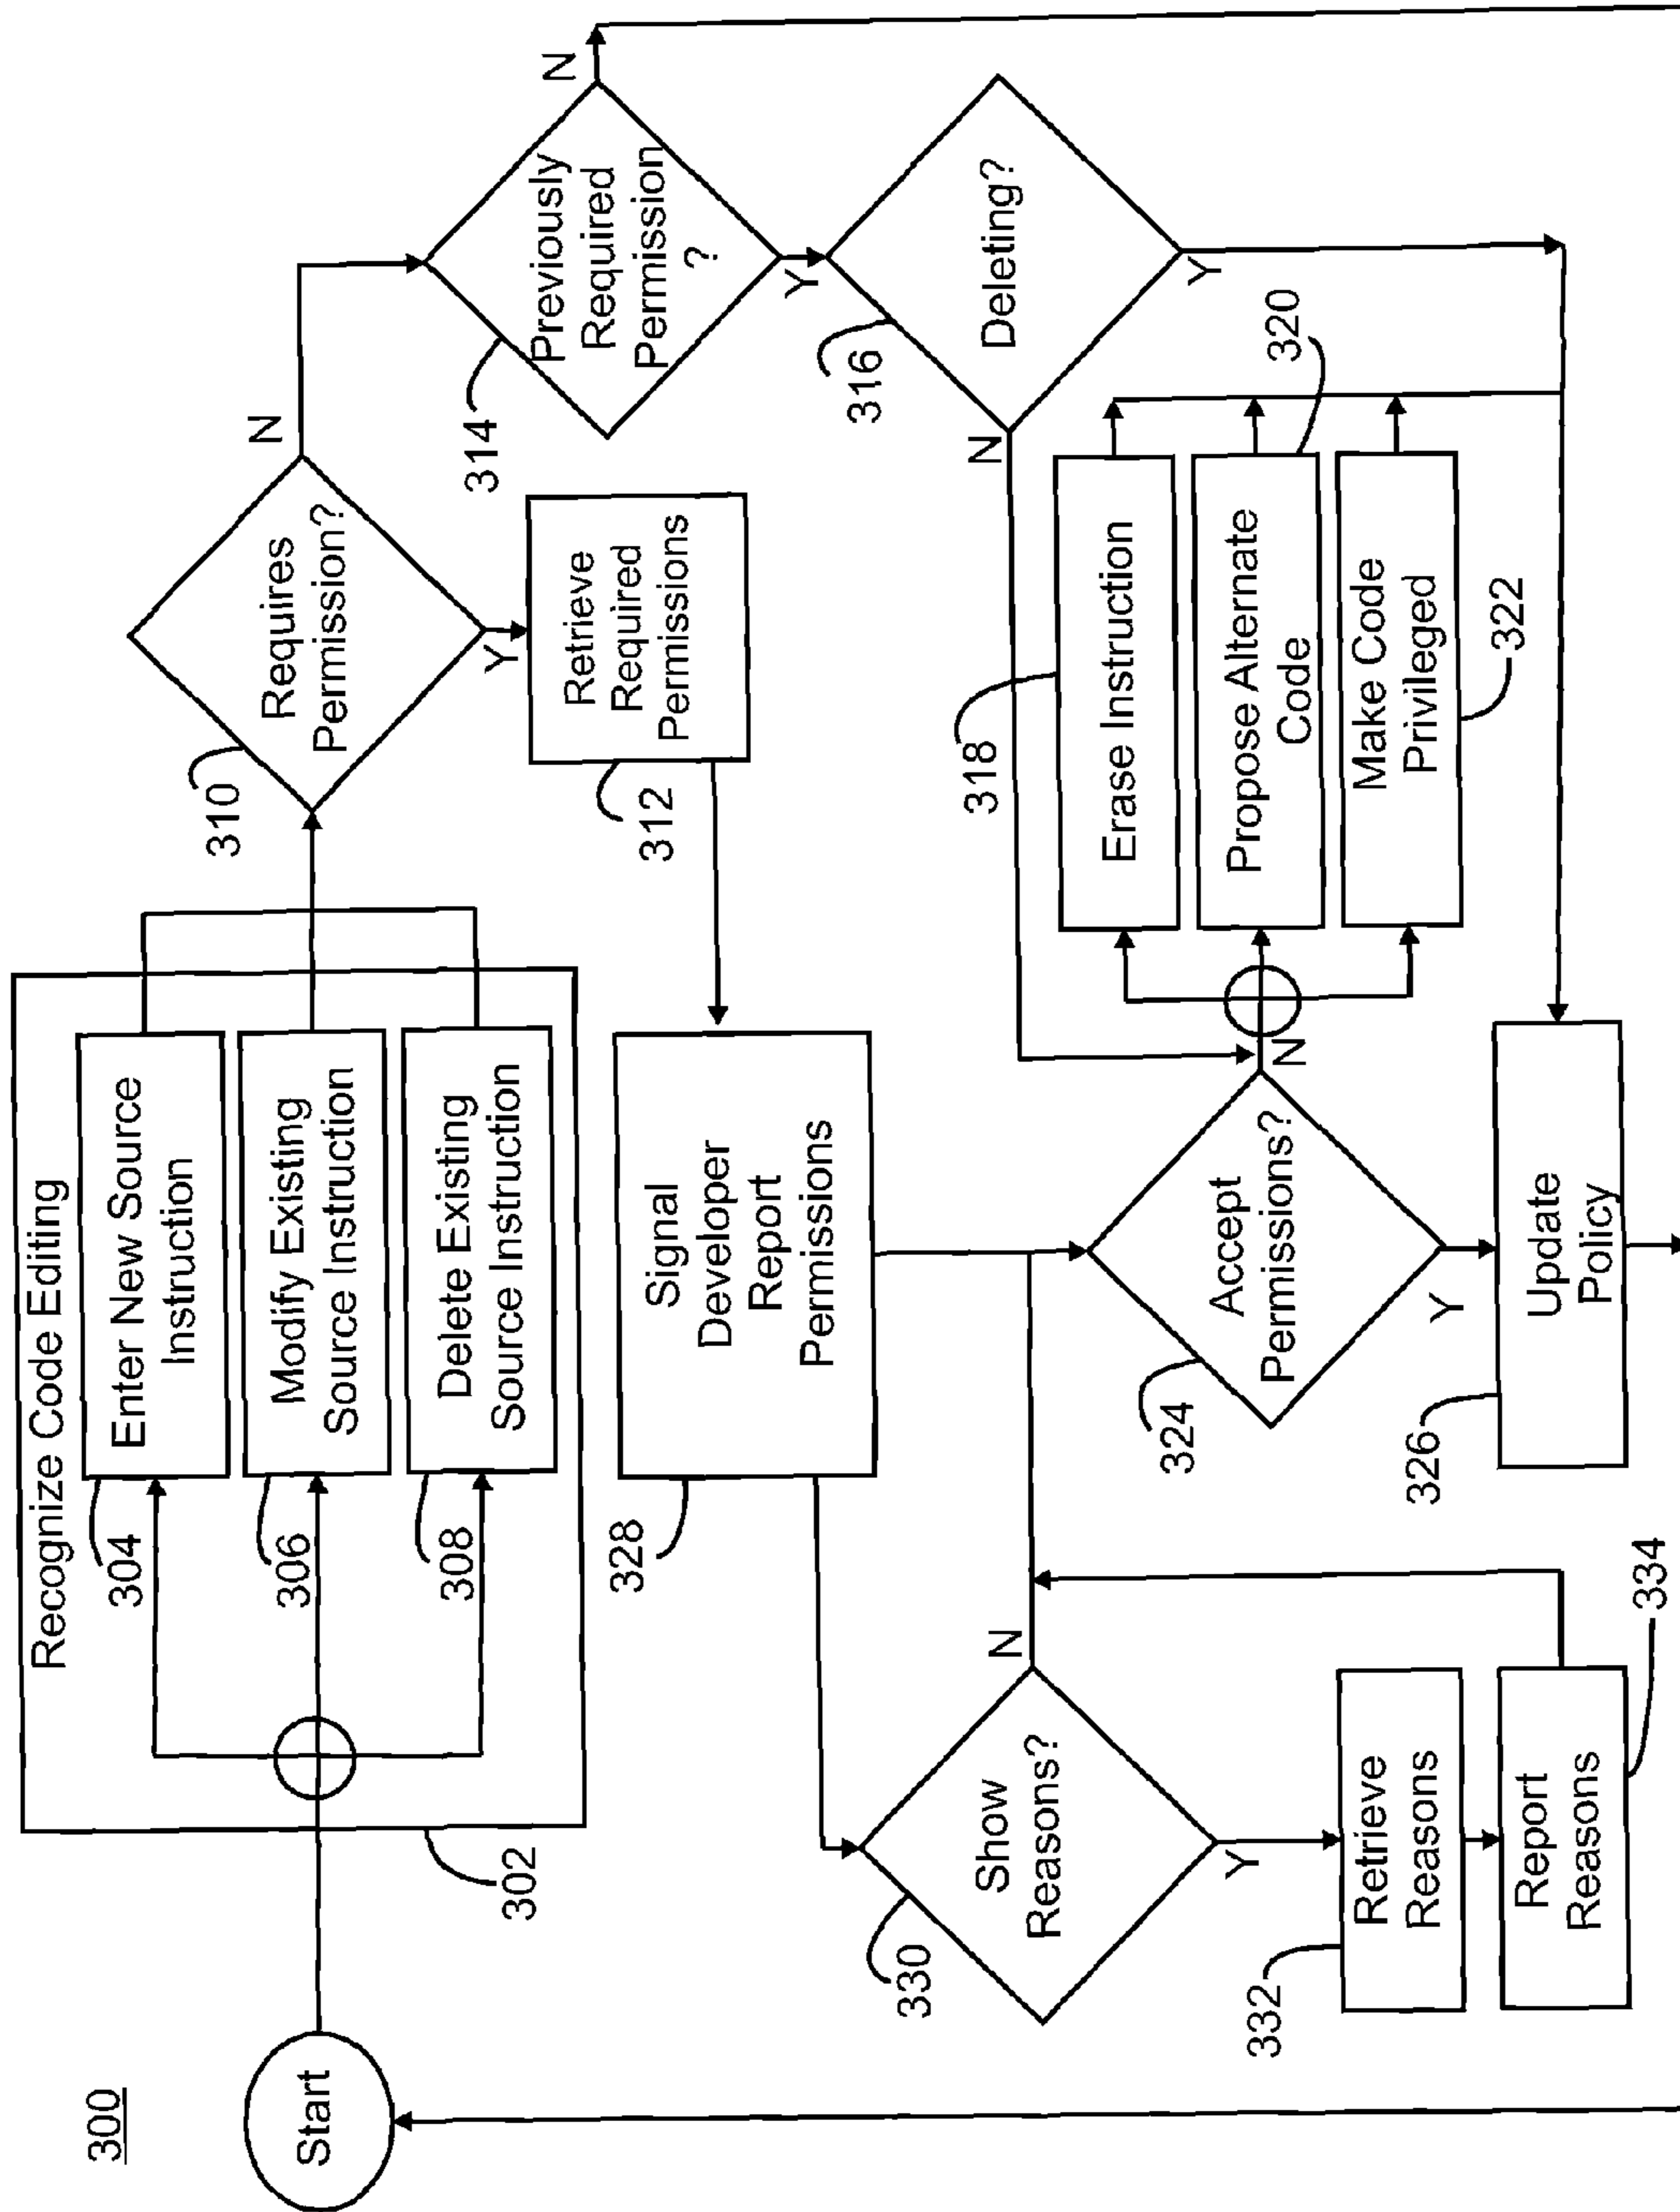 300
Start
302
Recognize Code Editing
304
Enter New Source
Instruction
306
Modify Existing
Source Instruction
308
Delete Existing
Source Instruction
310
Requires
Permission?
N
Y
312
Retrieve
Required
Permissions
314
Previously
Required
Permission
?
N
Y
316
Deleting?
N
Y
328
Signal
Developer
Report
Permissions
330
Show
Reasons?
N
Y
332
Retrieve
Reasons
334
Report
Reasons
324
Accept
Permissions?
N
Y
318
Erase Instruction
320
Propose Alternate
Code
322
Make Code
Privileged
326
Update
Policy